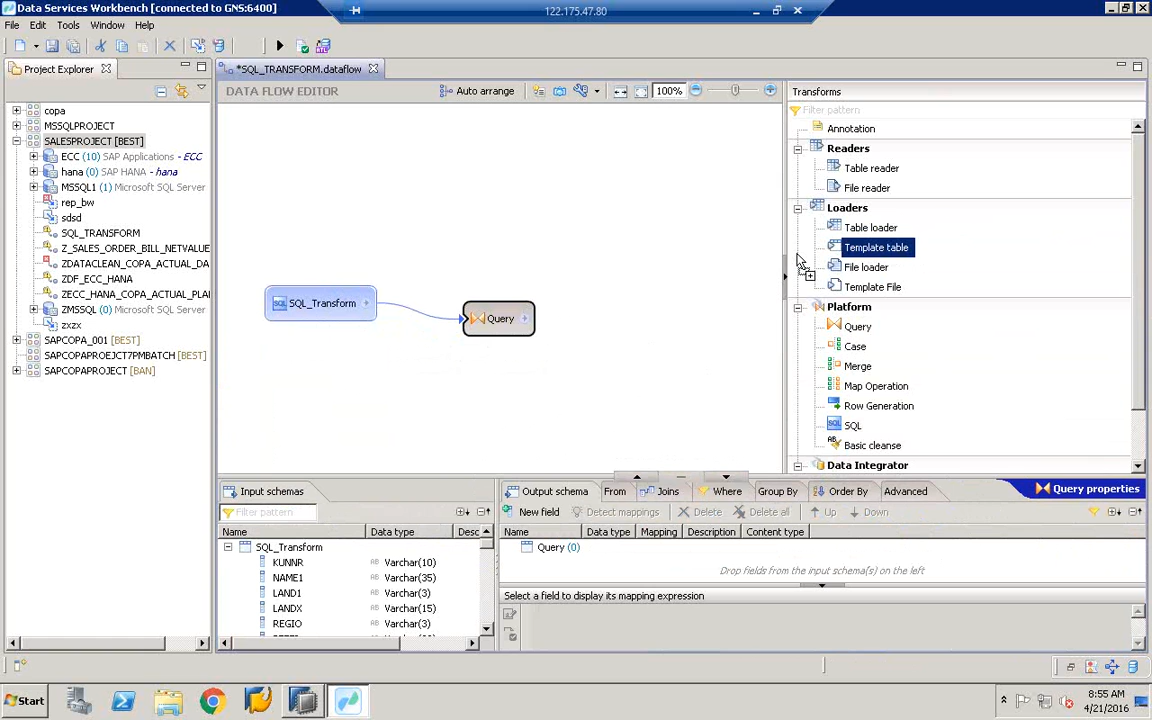 Data Services Workbench [connected to GNS:6400]
122.175.47.80
File Edit Tools Window Help
Project Explorer
*SQL_TRANSFORM.dataflow
DATA FLOW EDITOR
Auto arrange
100%
Transforms
Filter pattern
copa
MSSQLPROJECT
SALESPROJECT [BEST]
ECC (10) SAP Applications - ECC
hana (0) SAP HANA - hana
MSSQL1 (1) Microsoft SQL Server
rep_bw
sdsd
SQL_TRANSFORM
Z_SALES_ORDER_BILL_NETVALUE
ZDATACLEAN_COPA_ACTUAL_DA
ZDF_ECC_HANA
ZECC_HANA_COPA_ACTUAL_PLA
ZMSSQL (0) Microsoft SQL Server
zxzx
SAPCOPA_001 [BEST]
SAPCOPAPROEJCT7PMBATCH [BEST]
SAPCOPAPROJECT [BAN]
SQL_Transform
Query
Annotation
Readers
Table reader
File reader
Loaders
Table loader
Template table
File loader
Template File
Platform
Query
Case
Merge
Map Operation
Row Generation
SQL
Basic cleanse
Data Integrator
Input schemas
Filter pattern
Name Data type Desc
SQL_Transform
KUNNR Varchar(10)
NAME1 Varchar(35)
LAND1 Varchar(3)
LANDX Varchar(15)
REGIO Varchar(3)
Output schema From Joins Where Group By Order By Advanced Query properties
New field Detect mappings Delete Delete all Up Down
Name Data type Mapping Description Content type
Query (0)
Drop fields from the input schema(s) on the left
Select a field to display its mapping expression
Start
8:55 AM
4/21/2016